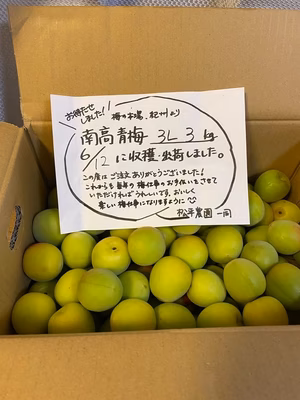 お待たせ
しました!!
梅の本場、紀州より
南高青梅 3L 3kg
6/12 に収穫・出荷しました。
この度は ご注文ありがとうございました!
これからも 毎年の 梅仕事の お手伝いをさせて
いただければ うれしいです。おいしく
楽しい 梅仕事になりますように
松平農園 一同